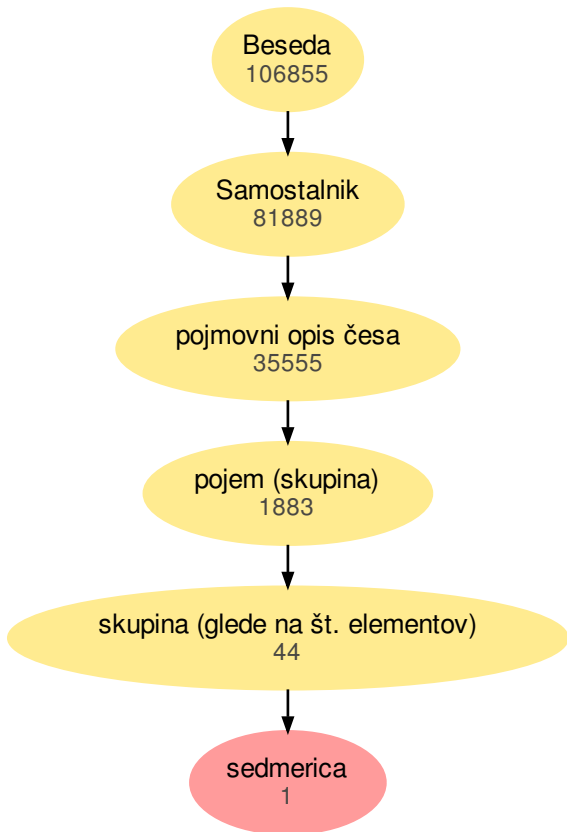 Beseda
106855
Samostalnik
81889
pojmovni opis česa
35555
pojem (skupina)
1883
skupina (glede na št. elementov)
44
sedmerica
1